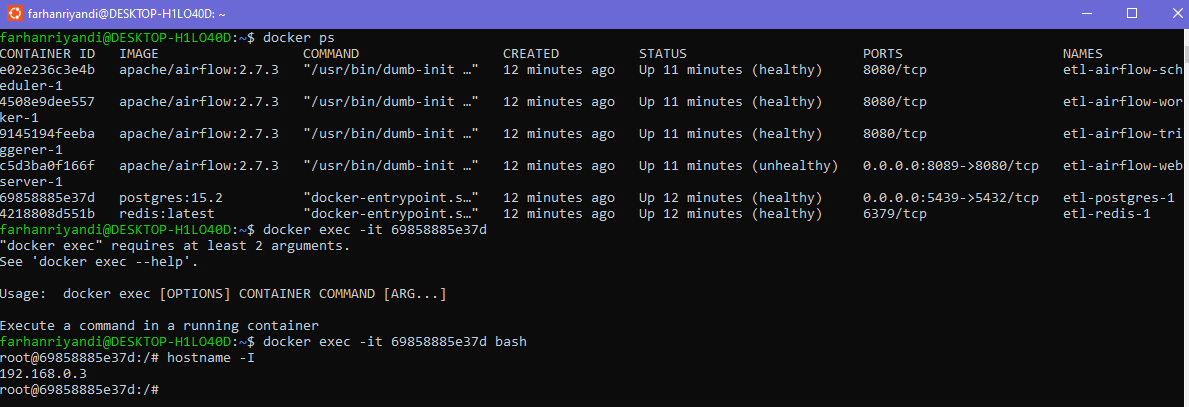 farhanriyandi@DESKTOP-H1LO40D: ~
farhanriyandi@DESKTOP-H1LO40D:~$ docker ps
CONTAINER ID   IMAGE                  COMMAND                  CREATED          STATUS                      PORTS                    NAMES
e02e236c3e4b   apache/airflow:2.7.3   "/usr/bin/dumb-init …"   12 minutes ago   Up 11 minutes (healthy)     8080/tcp                 etl-airflow-sch
eduler-1
4508e9dee557   apache/airflow:2.7.3   "/usr/bin/dumb-init …"   12 minutes ago   Up 11 minutes (healthy)     8080/tcp                 etl-airflow-wor
ker-1
9145194feeba   apache/airflow:2.7.3   "/usr/bin/dumb-init …"   12 minutes ago   Up 11 minutes (healthy)     8080/tcp                 etl-airflow-tri
ggerer-1
c5d3ba0f166f   apache/airflow:2.7.3   "/usr/bin/dumb-init …"   12 minutes ago   Up 11 minutes (unhealthy)   0.0.0.0:8089->8080/tcp   etl-airflow-web
server-1
69858885e37d   postgres:15.2          "docker-entrypoint.s…"   12 minutes ago   Up 12 minutes (healthy)     0.0.0.0:5439->5432/tcp   etl-postgres-1
4218808d551b   redis:latest           "docker-entrypoint.s…"   12 minutes ago   Up 12 minutes (healthy)     6379/tcp                 etl-redis-1
farhanriyandi@DESKTOP-H1LO40D:~$ docker exec -it 69858885e37d
"docker exec" requires at least 2 arguments.
See 'docker exec --help'.
Usage:  docker exec [OPTIONS] CONTAINER COMMAND [ARG...]
Execute a command in a running container
farhanriyandi@DESKTOP-H1LO40D:~$ docker exec -it 69858885e37d bash
root@69858885e37d:/# hostname -I
192.168.0.3
root@69858885e37d:/#